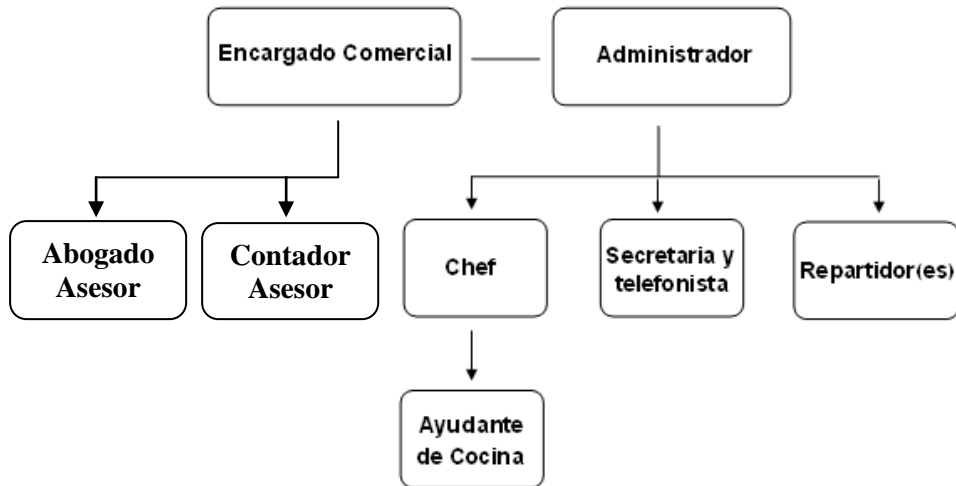 Encargado Comercial
Administrador
Abogado
Asesor
Contador
Asesor
Chef
Secretaria y
telefonista
Repartidor(es)
Ayudante
de Cocina